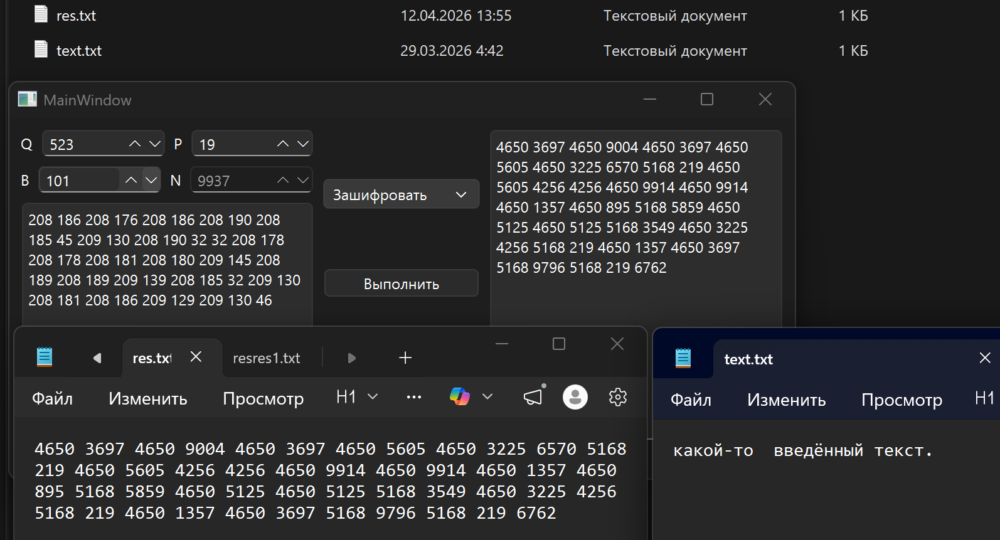 res.txt 12.04.2026 13:55 Текстовый документ 1 КБ
text.txt 29.03.2026 4:42 Текстовый документ 1 КБ
MainWindow
Q 523 P 19
B 101 N 9937
208 186 208 176 208 186 208 190 208
185 45 209 130 208 190 32 32 208 178
208 178 208 181 208 180 209 145 208
189 208 189 209 139 208 185 32 209 130
208 181 208 186 209 129 209 130 46
Зашифровать
Выполнить
4650 3697 4650 9004 4650 3697 4650
5605 4650 3225 6570 5168 219 4650
5605 4256 4256 4650 9914 4650 9914
4650 1357 4650 895 5168 5859 4650
5125 4650 5125 5168 3549 4650 3225
4256 5168 219 4650 1357 4650 3697
5168 9796 5168 219 6762
res.txt resres1.txt
Файл Изменить Просмотр H1
4650 3697 4650 9004 4650 3697 4650 5605 4650 3225 6570 5168
219 4650 5605 4256 4256 4650 9914 4650 9914 4650 1357 4650
895 5168 5859 4650 5125 4650 5125 5168 3549 4650 3225 4256
5168 219 4650 1357 4650 3697 5168 9796 5168 219 6762
text.txt
Файл Изменить Просмотр H1
какой-то  введённый текст.